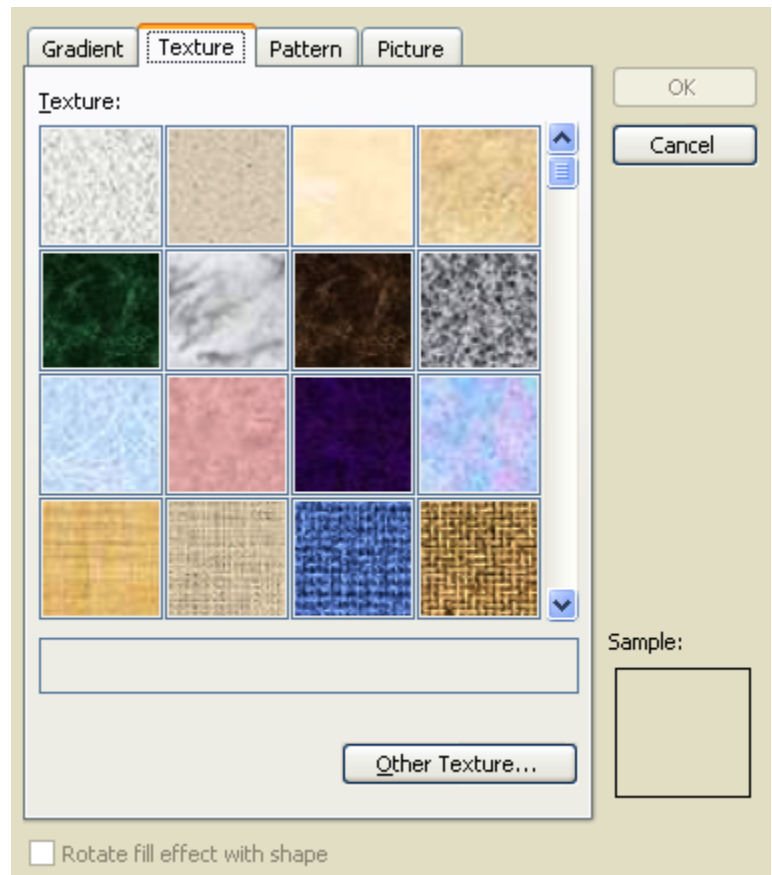 Gradient Texture Pattern Picture
Texture:
OK
Cancel
Sample:
Other Texture...
Rotate fill effect with shape